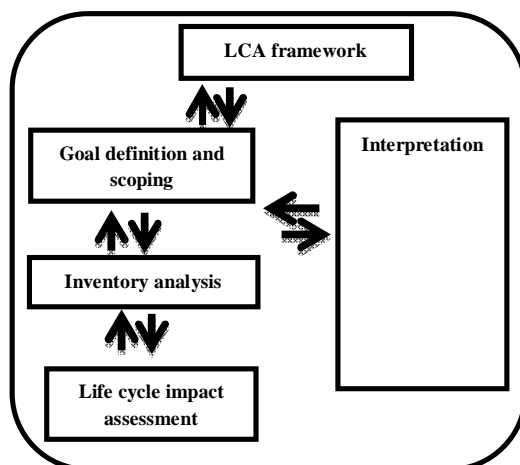 LCA framework
Goal definition and
scoping
Interpretation
Inventory analysis
Life cycle impact
assessment